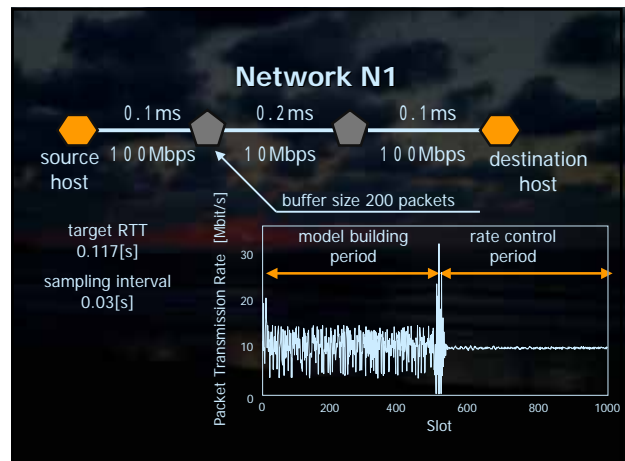 Network N1
0.1ms 0.2ms 0.1ms
100Mbps 10Mbps 100Mbps
source
host
destination
host
buffer size 200 packets
target RTT
0.117[s]
sampling interval
0.03[s]
Packet Transmission Rate [Mbit/s]
model building
period
rate control
period
30
20
10
0
0 200 400 600 800 1000
Slot